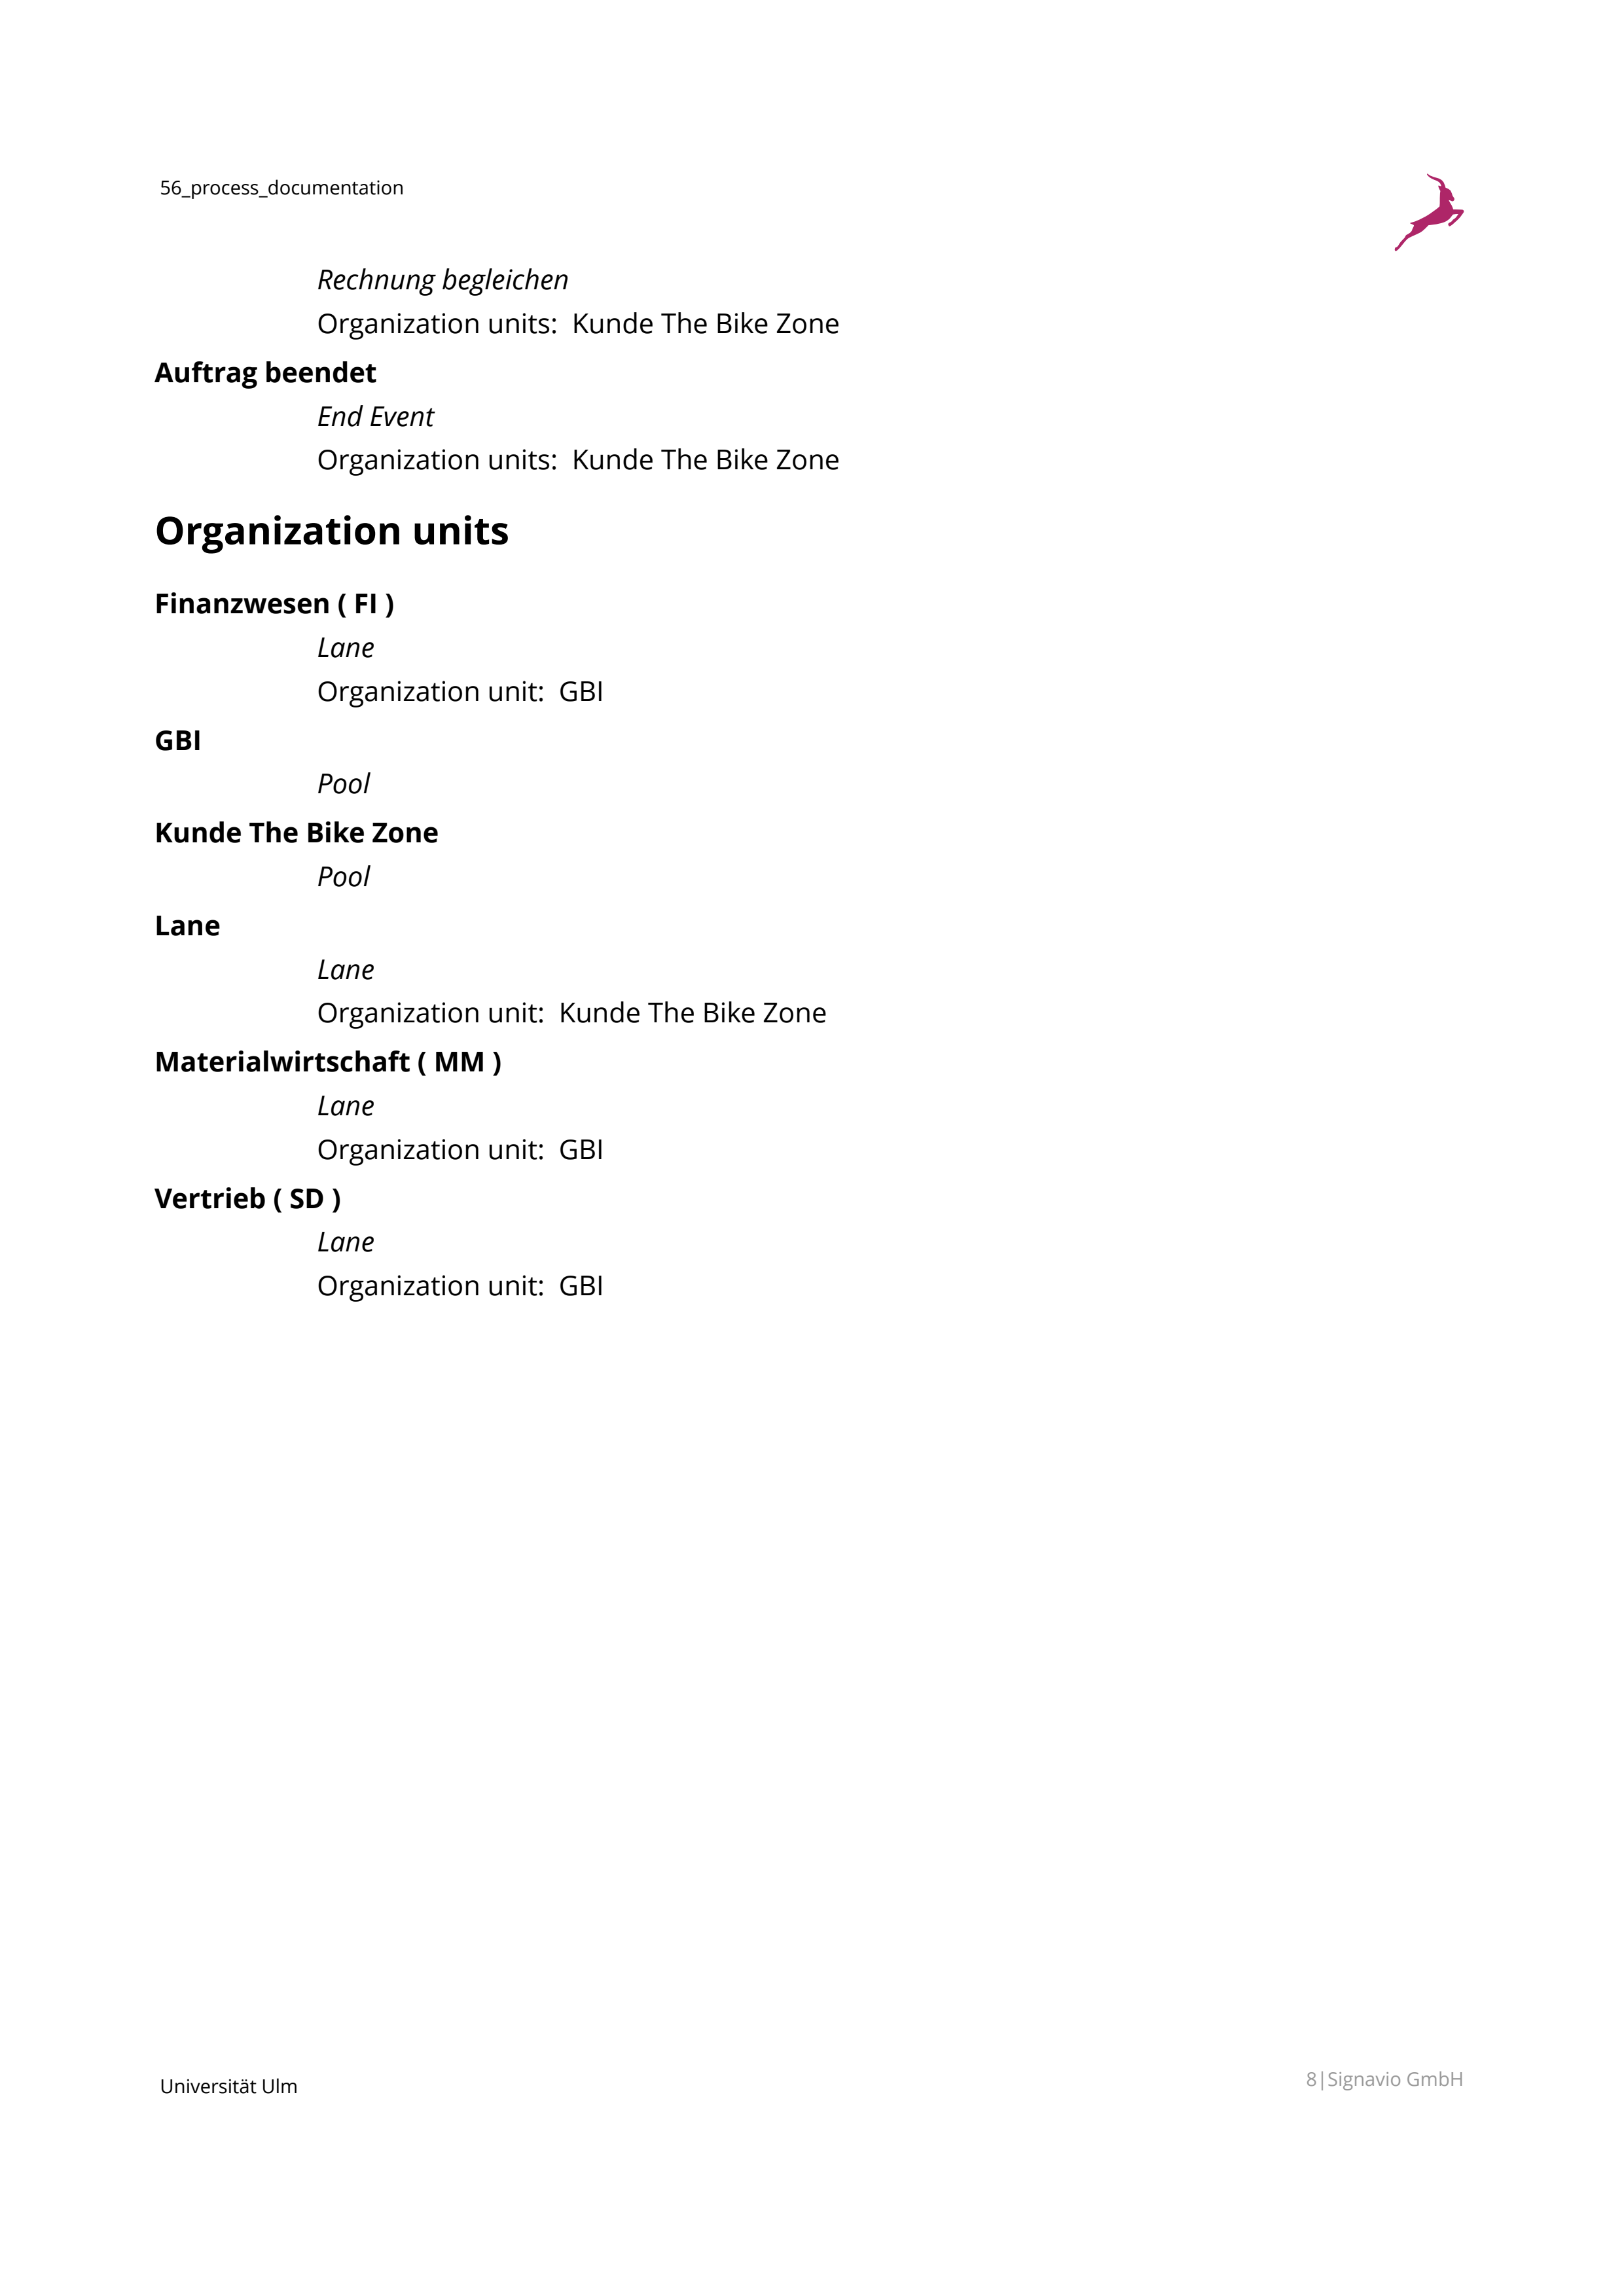 56_process_documentation
Rechnung begleichen
Organization units:  Kunde The Bike Zone
Auftrag beendet
End Event
Organization units:  Kunde The Bike Zone
Organization units
Finanzwesen ( FI )
Lane
Organization unit:  GBI
GBI
Pool
Kunde The Bike Zone
Pool
Lane
Lane
Organization unit:  Kunde The Bike Zone
Materialwirtschaft ( MM )
Lane
Organization unit:  GBI
Vertrieb ( SD )
Lane
Organization unit:  GBI
Universität Ulm
8|Signavio GmbH